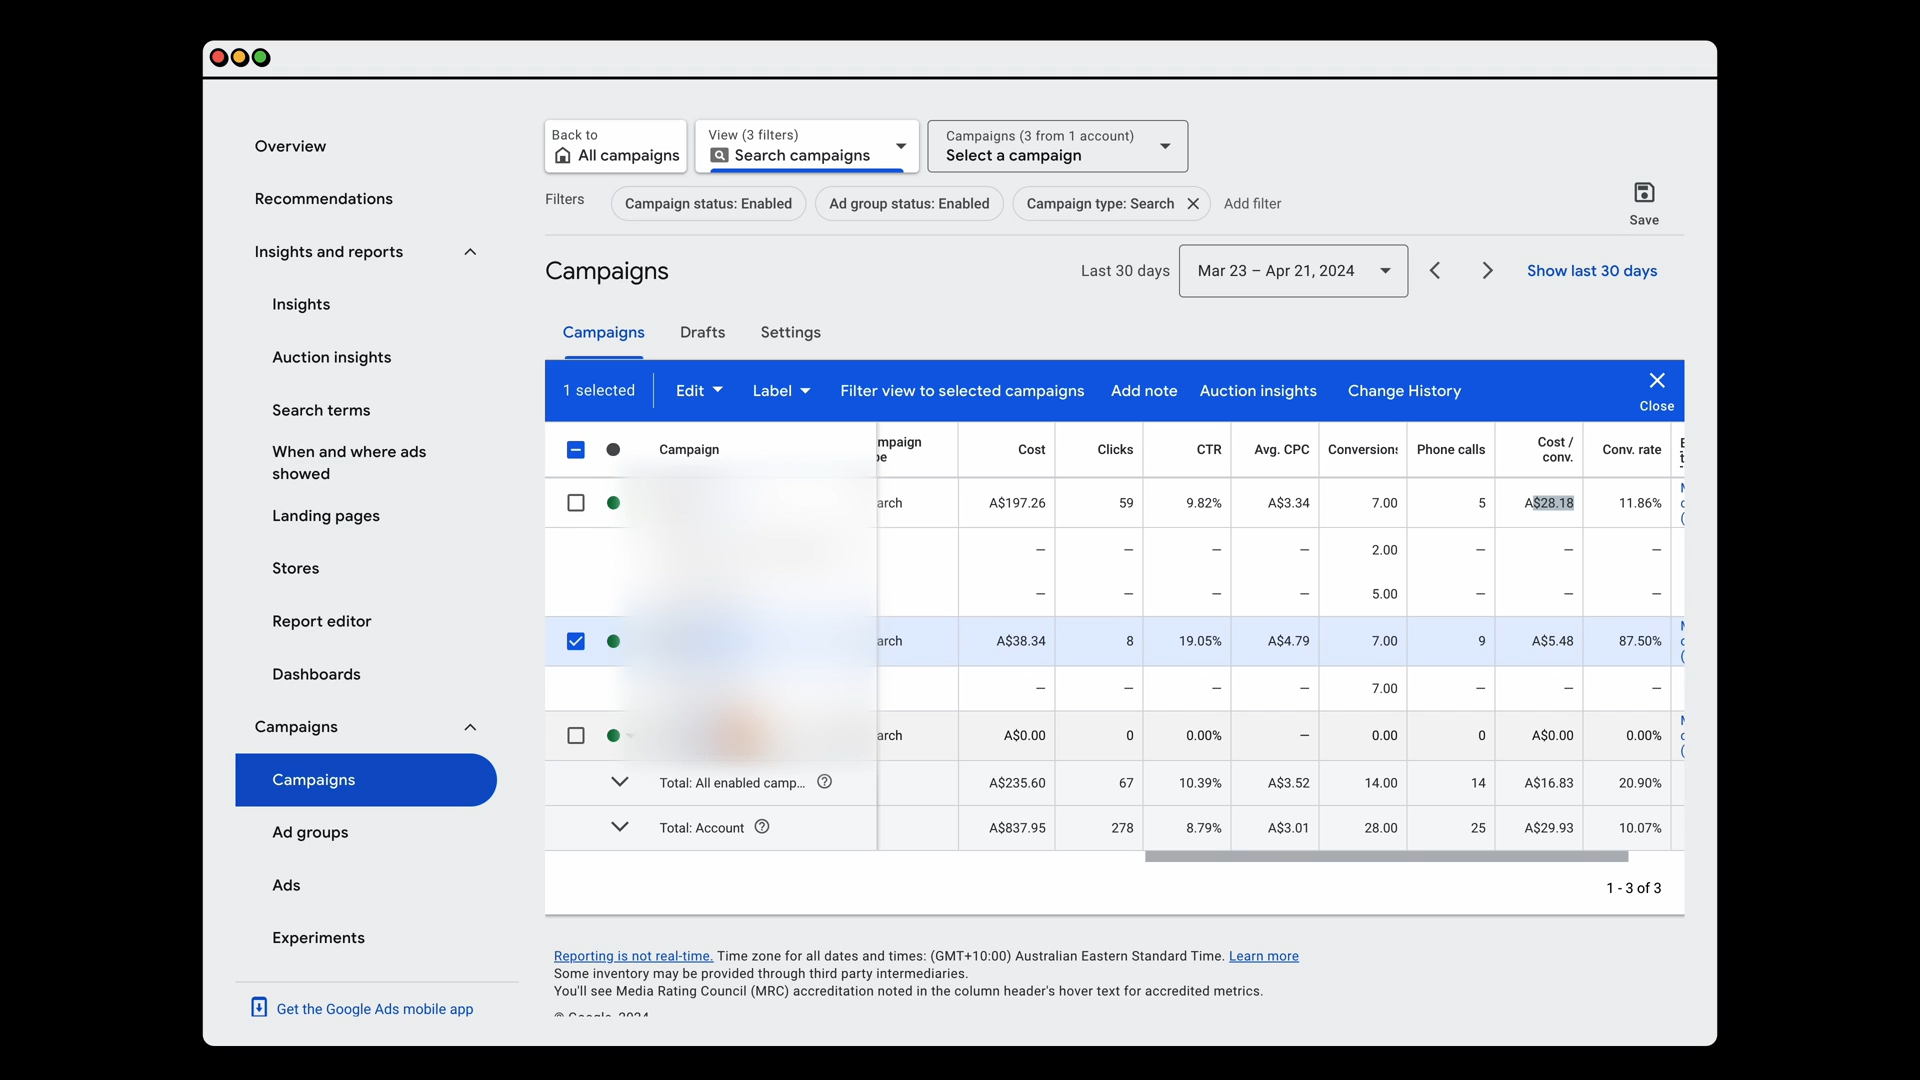 Overview
Recommendations
Insights and reports
Insights
Auction insights
Search terms
When and where ads
showed
Landing pages
Stores
Report editor
Dashboards
Campaigns
Campaigns
Ad groups
Ads
Experiments
Get the Google Ads mobile app
Back to
All campaigns
View (3 filters)
Search campaigns
Campaigns (3 from 1 account)
Select a campaign
Filters
Campaign status: Enabled
Ad group status: Enabled
Campaign type: Search
Add filter
Save
Campaigns
Last 30 days
Mar 23 – Apr 21, 2024
Show last 30 days
Campaigns Drafts Settings
1 selected Edit Label Filter view to selected campaigns Add note Auction insights Change History Close
Campaign Cost Clicks CTR Avg. CPC Conversions Phone calls Cost / conv. Conv. rate
arch A$197.26 59 9.82% A$3.34 7.00 5 A$28.18 11.86%
— — — — 2.00 — — —
— — — — 5.00 — — —
arch A$38.34 8 19.05% A$4.79 7.00 9 A$5.48 87.50%
— — — — 7.00 — — —
arch A$0.00 0 0.00% — 0.00 0 A$0.00 0.00%
Total: All enabled camp... A$235.60 67 10.39% A$3.52 14.00 14 A$16.83 20.90%
Total: Account A$837.95 278 8.79% A$3.01 28.00 25 A$29.93 10.07%
1 - 3 of 3
Reporting is not real-time. Time zone for all dates and times: (GMT+10:00) Australian Eastern Standard Time. Learn more
Some inventory may be provided through third party intermediaries.
You'll see Media Rating Council (MRC) accreditation noted in the column header's hover text for accredited metrics.
© Google, 2024